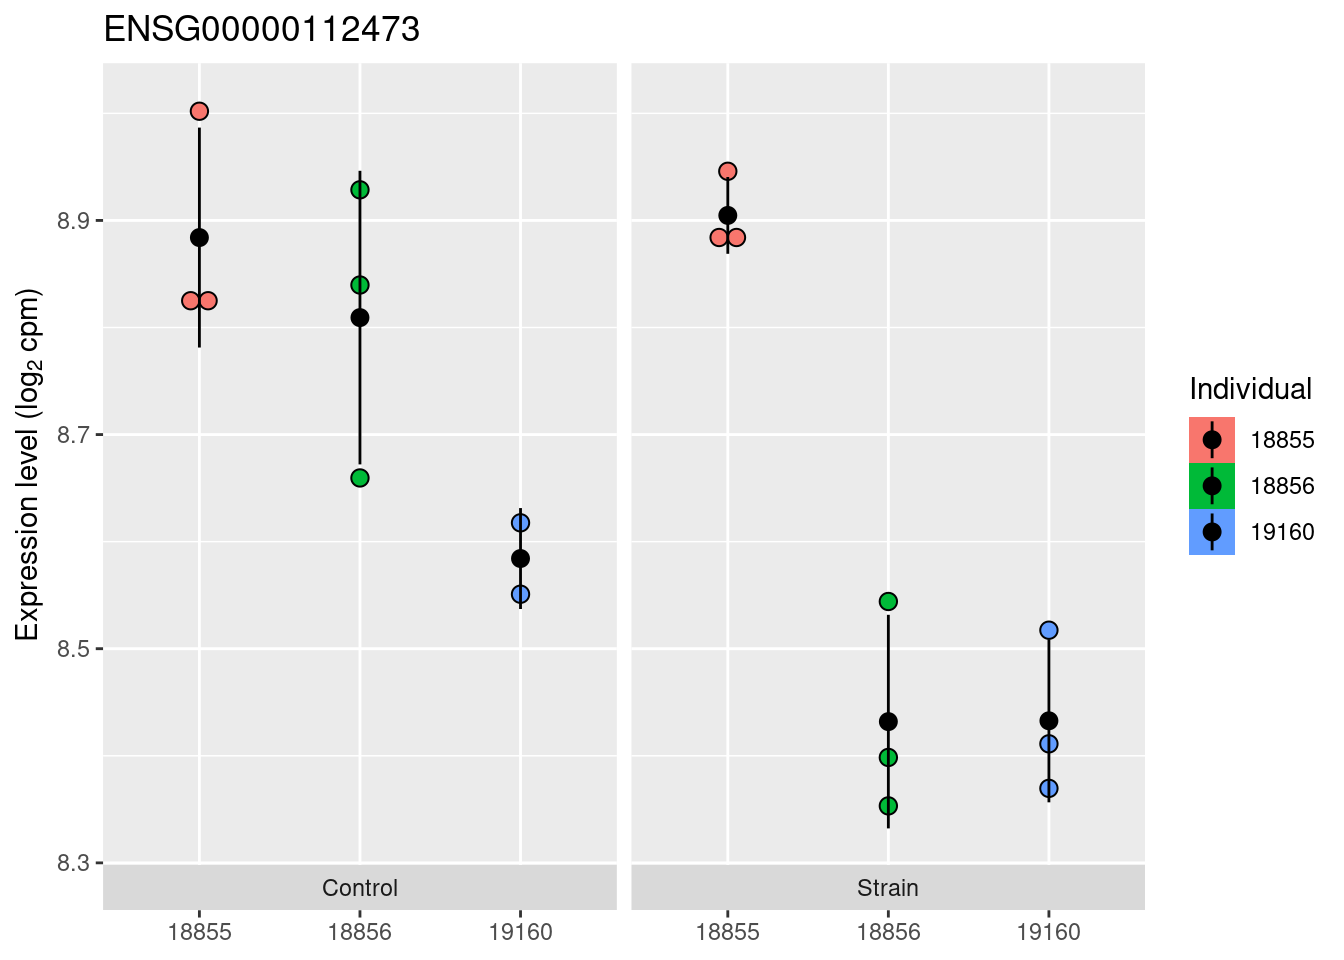 ENSG00000112473
Expression level (log₂ cpm)
8.9
8.7
8.5
8.3
Control
Strain
18855
18856
19160
18855
18856
19160
Individual
18855
18856
19160